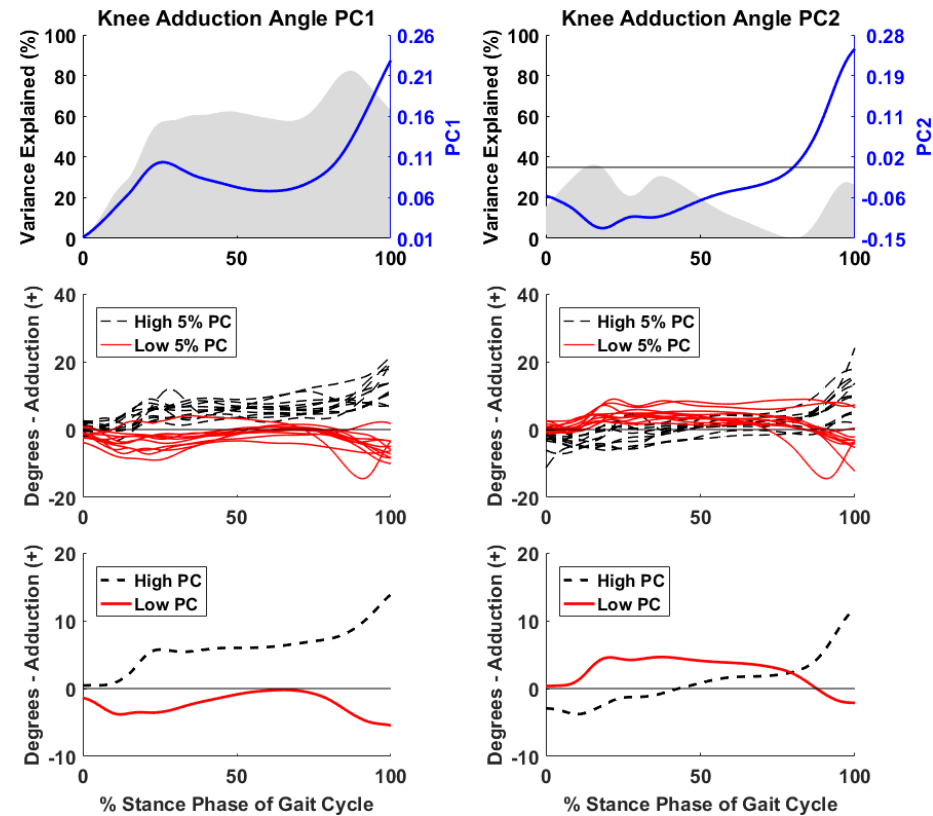 Knee Adduction Angle PC1
Variance Explained (%)
100
80
60
40
20
0
0
50
100
0.26
0.21
0.16
0.11
0.06
0.01
PC1
Knee Adduction Angle PC2
Variance Explained (%)
100
80
60
40
20
0
0
50
100
0.28
0.19
0.11
0.02
-0.06
-0.15
PC2
Degrees - Adduction (+)
40
20
0
-20
0
50
100
High 5% PC
Low 5% PC
Degrees - Adduction (+)
40
20
0
-20
0
50
100
High 5% PC
Low 5% PC
Degrees - Adduction (+)
20
10
0
-10
0
50
100
High PC
Low PC
% Stance Phase of Gait Cycle
Degrees - Adduction (+)
20
10
0
-10
0
50
100
High PC
Low PC
% Stance Phase of Gait Cycle